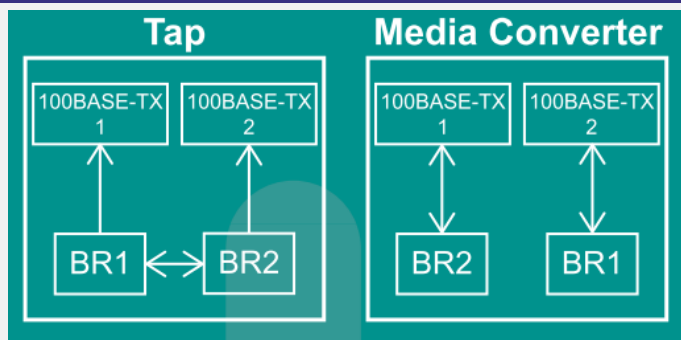 Tap
100BASE-TX
1
100BASE-TX
2
BR1
BR2
Media Converter
100BASE-TX
1
100BASE-TX
2
BR2
BR1